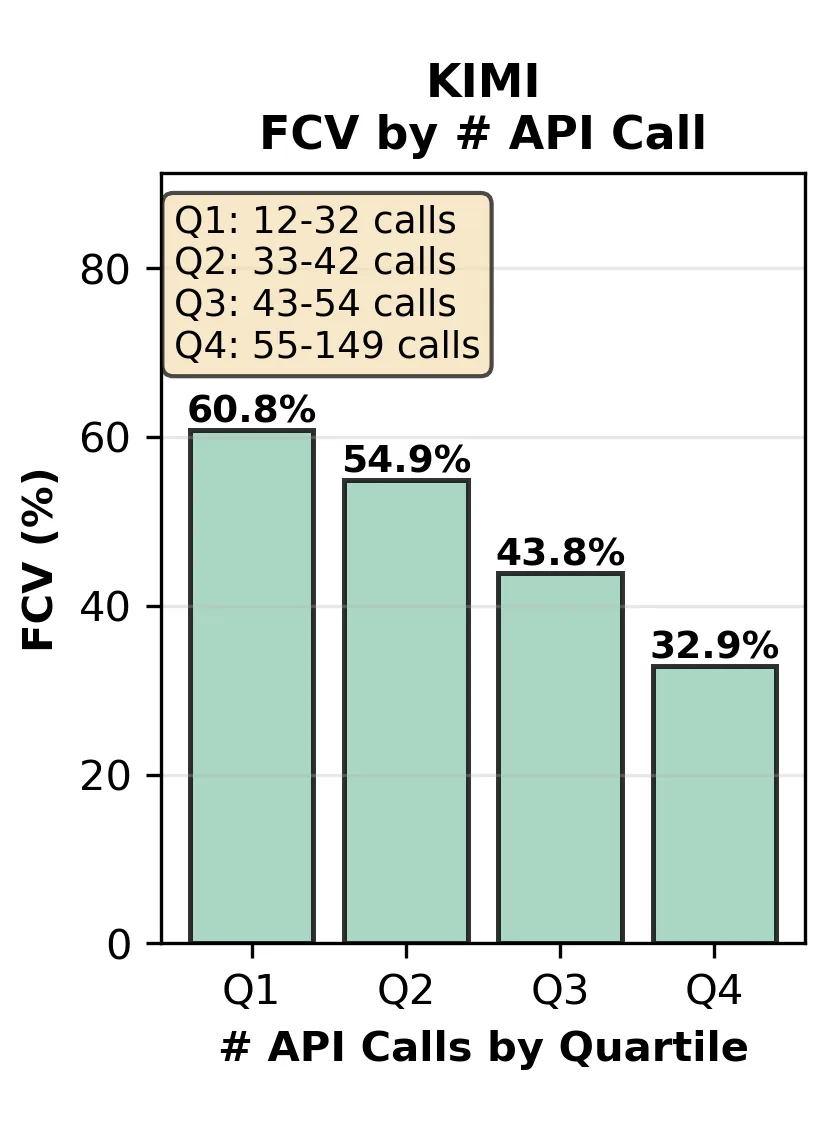 KIMI
FCV by # API Call
Q1: 12-32 calls
Q2: 33-42 calls
Q3: 43-54 calls
Q4: 55-149 calls
80
60
40
20
0
FCV (%)
60.8%
54.9%
43.8%
32.9%
Q1
Q2
Q3
Q4
# API Calls by Quartile